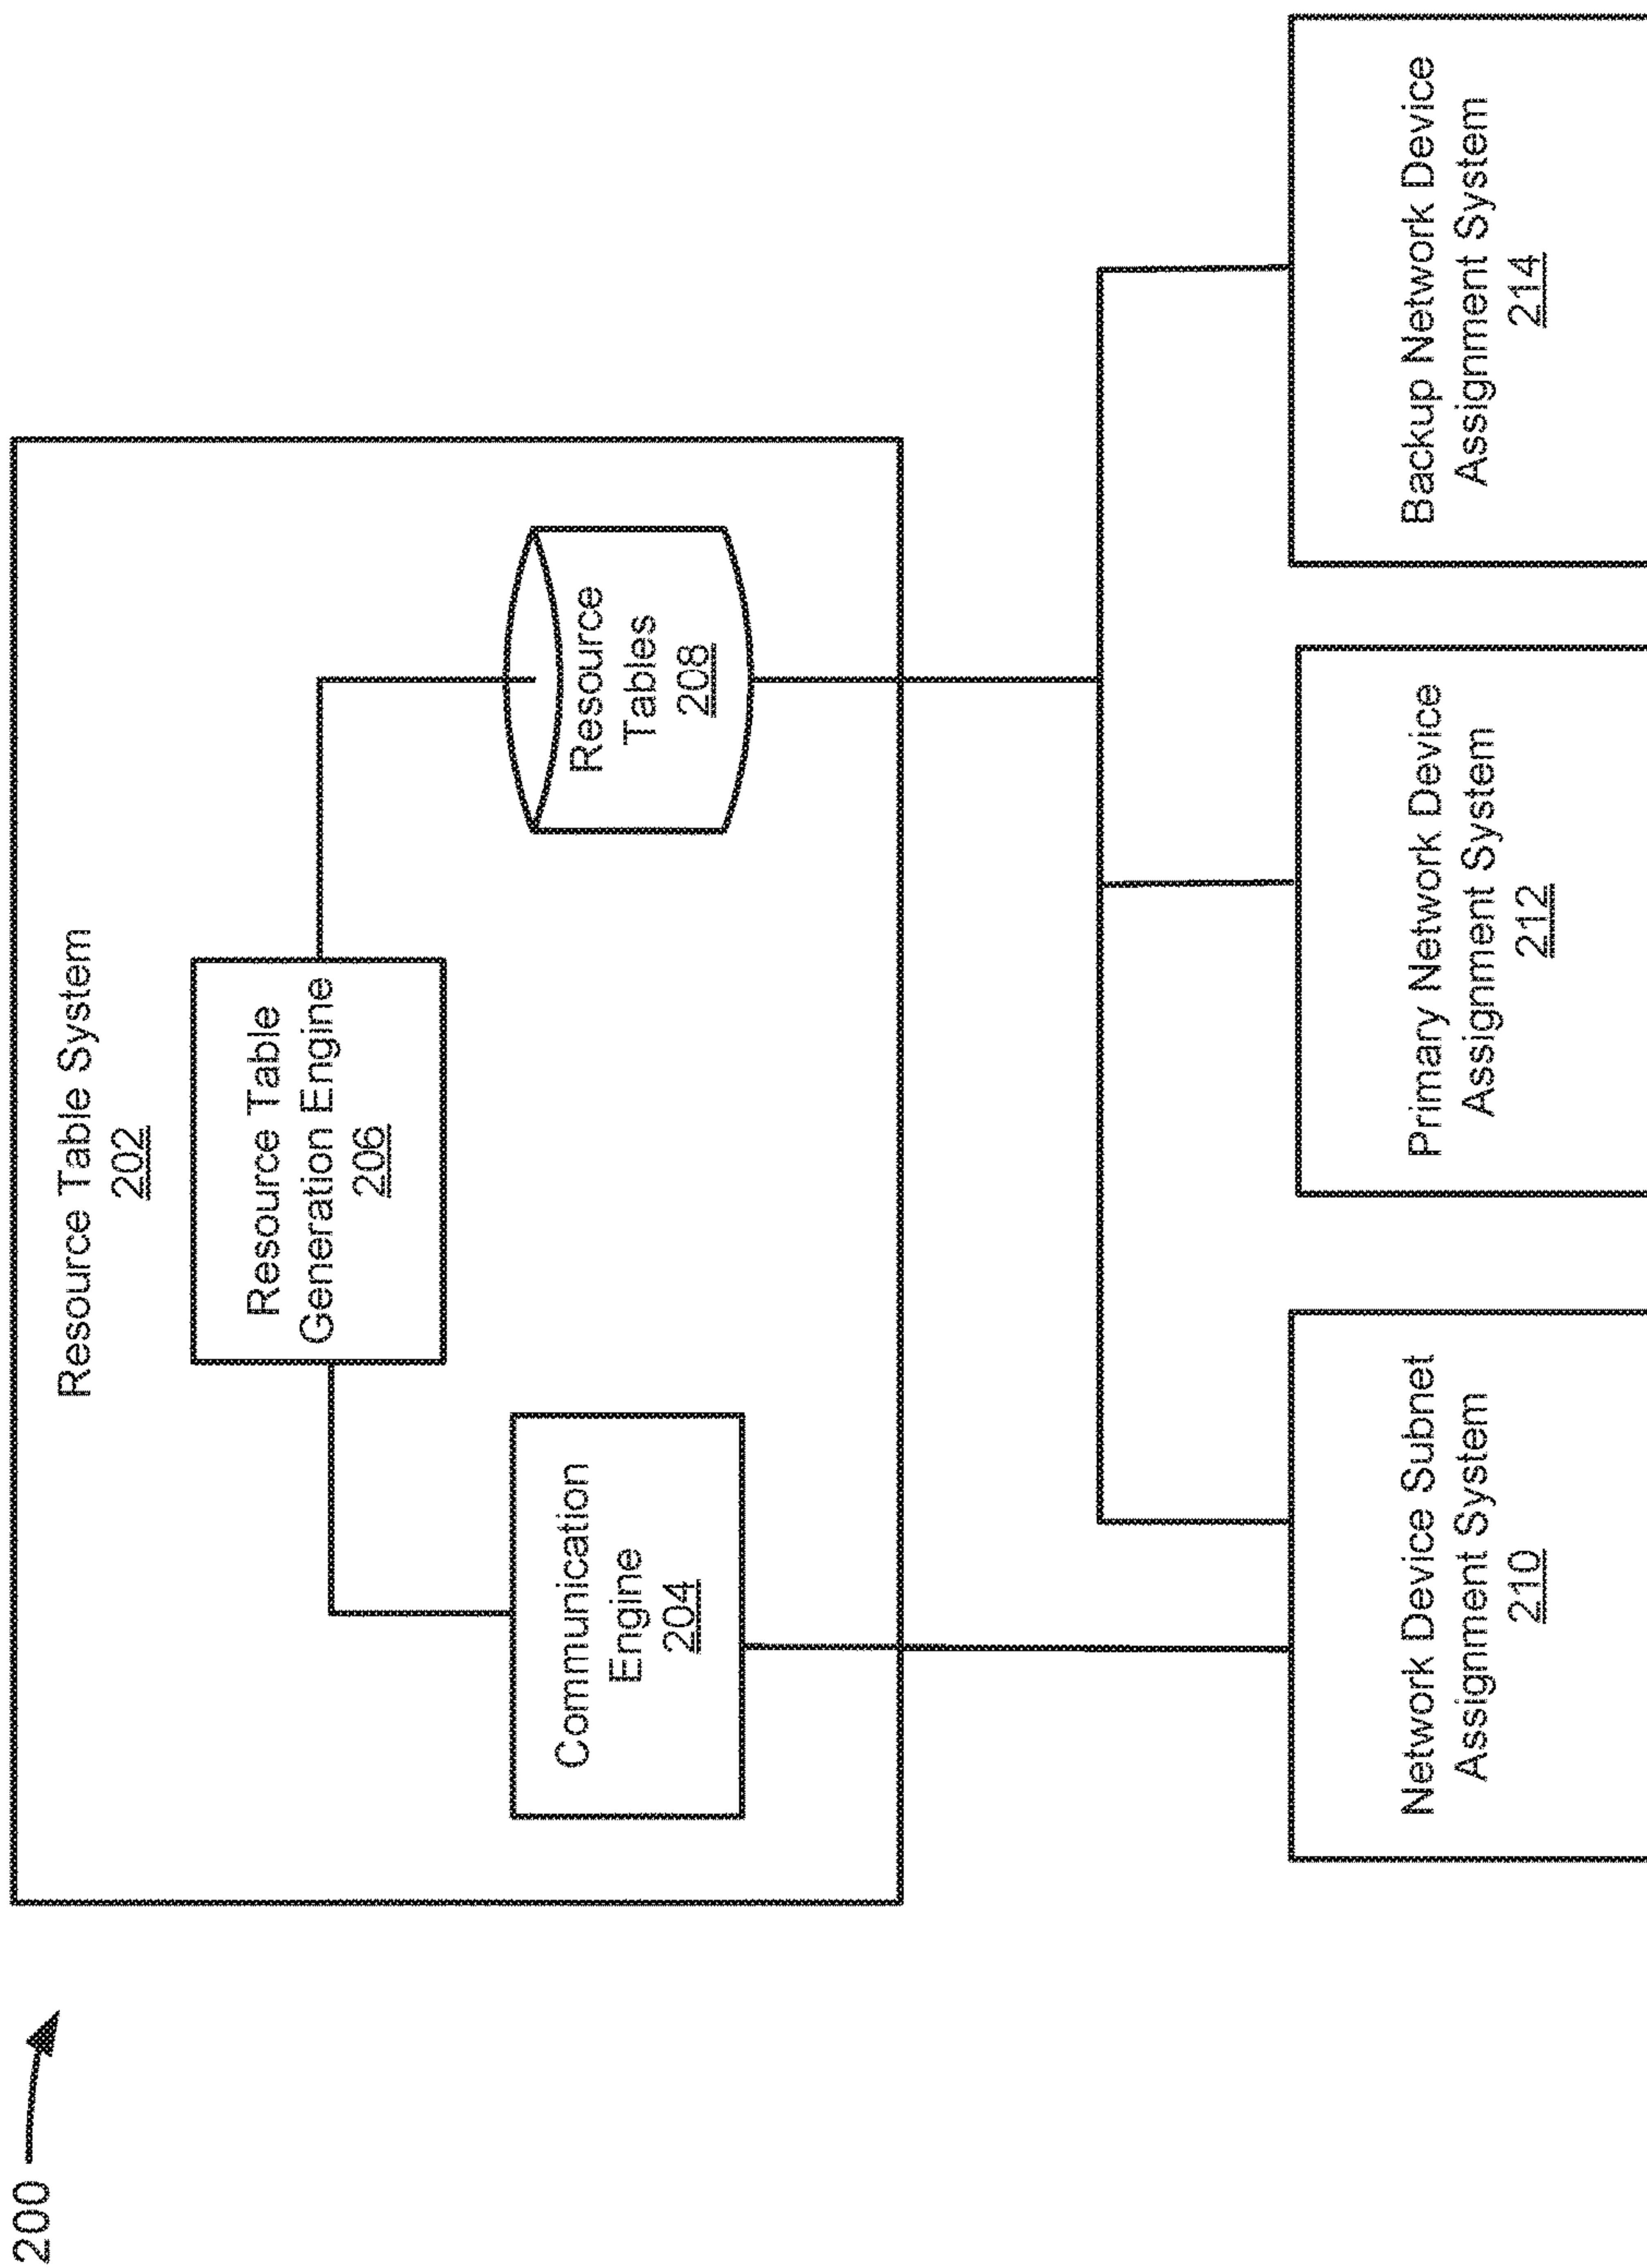 200
Resource Table System
202
Resource Table
Generation Engine
206
Communication
Engine
204
Resource
Tables
208
Network Device Subnet
Assignment System
210
Primary Network Device
Assignment System
212
Backup Network Device
Assignment System
214